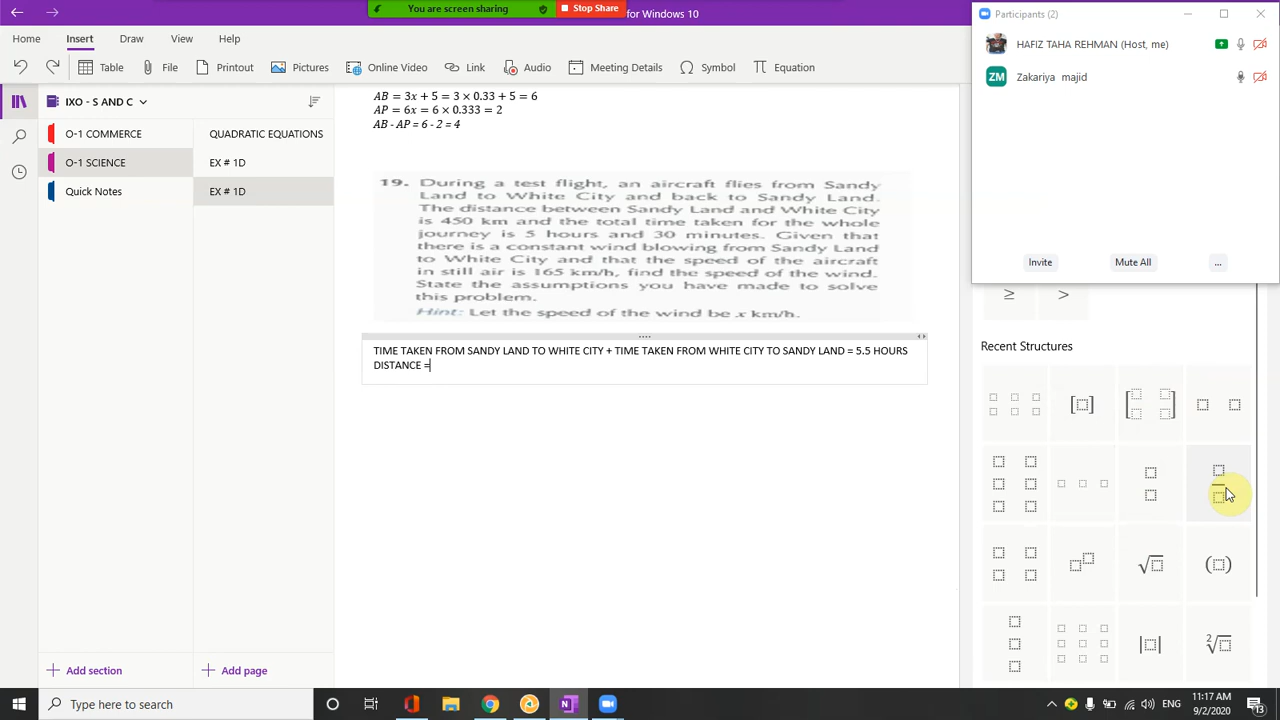 You are screen sharing
Stop Share
for Windows 10
Participants (2)
Home
Insert
Draw
View
Help
HAFIZ TAHA REHMAN (Host, me)
Table
File
Printout
Pictures
Online Video
Link
Audio
Meeting Details
Symbol
Equation
ZM
Zakariya majid
IXO - S AND C
AB = 3x + 5 = 3 × 0.33 + 5 = 6
AP = 6x = 6 × 0.333 = 2
AB - AP = 6 - 2 = 4
O-1 COMMERCE
QUADRATIC EQUATIONS
O-1 SCIENCE
EX # 1D
Quick Notes
EX # 1D
19. During a test flight, an aircraft flies from Sandy
Land to White City and back to Sandy Land.
The distance between Sandy Land and White City
is 450 km and the total time taken for the whole
journey is 5 hours and 30 minutes. Given that
there is a constant wind blowing from Sandy Land
to White City and that the speed of the aircraft
in still air is 165 km/h, find the speed of the wind.
State the assumptions you have made to solve
this problem.
Hint: Let the speed of the wind be x km/h.
Invite
Mute All
...
≥ >
Recent Structures
TIME TAKEN FROM SANDY LAND TO WHITE CITY + TIME TAKEN FROM WHITE CITY TO SANDY LAND = 5.5 HOURS
DISTANCE =
Add section
Add page
Type here to search
ENG
11:17 AM
9/2/2020
13